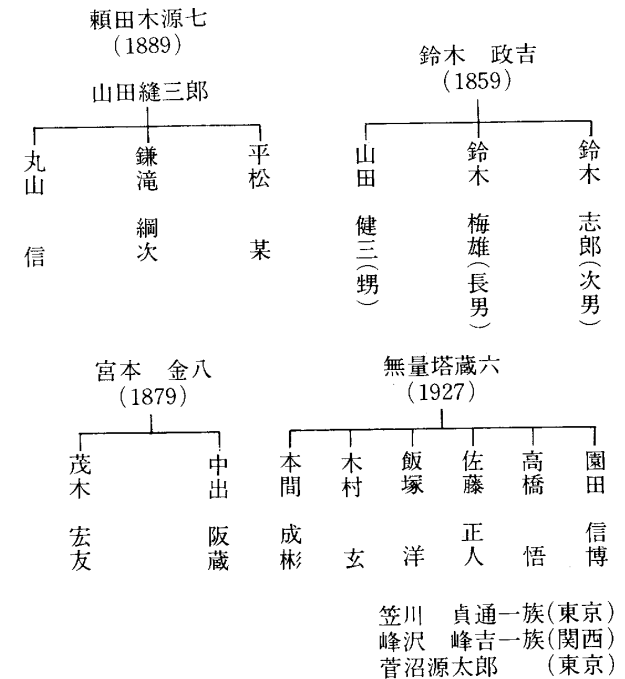 頼田木源七
(1889)
山田縫三郎
丸山 信
鎌滝 綱次
平松 某
鈴木 政吉
(1859)
山田 健三(甥)
鈴木 梅雄(長男)
鈴木 志郎(次男)
宮本 金八
(1879)
茂木 宏友
中出 阪蔵
無量塔蔵六
(1927)
本間 成彬
木村 玄
飯塚 洋
佐藤 正人
高橋 悟
園田 信博
笠川 貞通一族(東京)
峰沢 峰吉一族(関西)
菅沼源太郎 (東京)